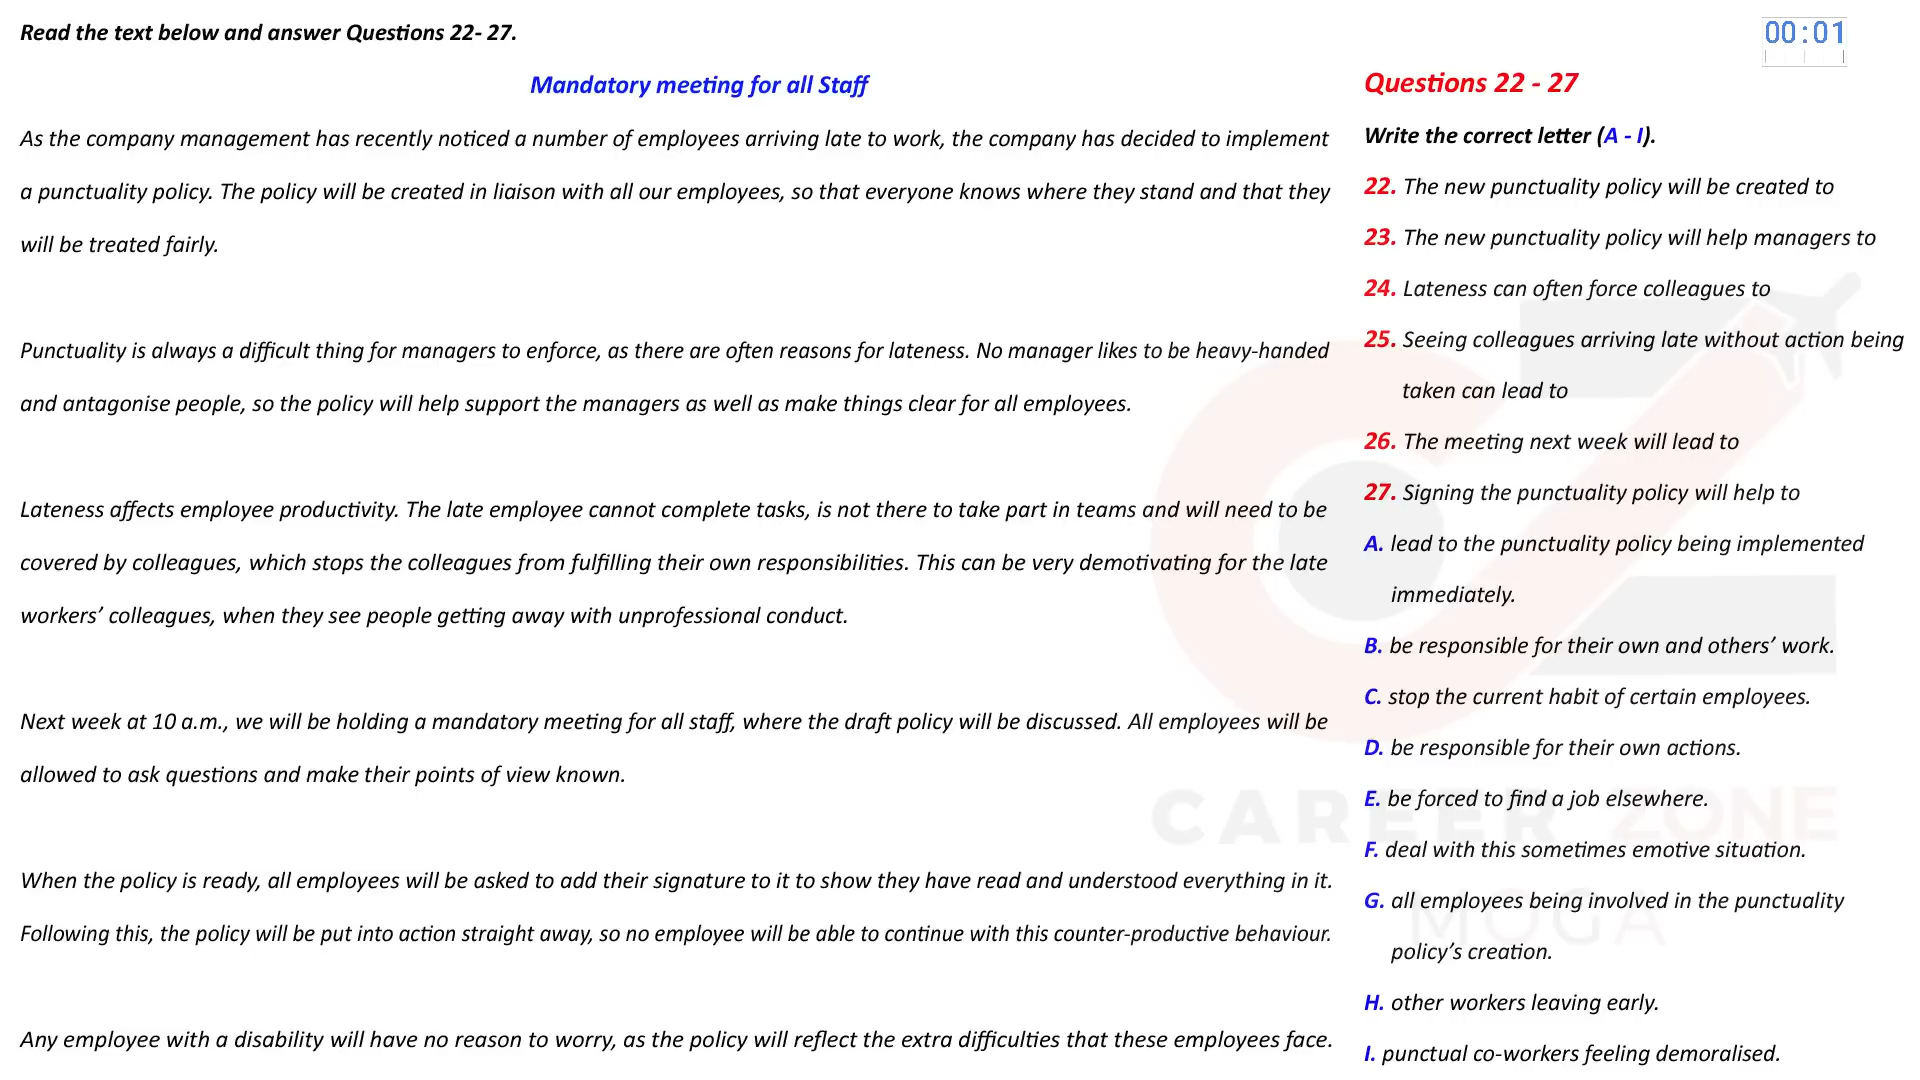 Read the text below and answer Questions 22- 27.
00:01
Mandatory meeting for all Staff
As the company management has recently noticed a number of employees arriving late to work, the company has decided to implement
a punctuality policy. The policy will be created in liaison with all our employees, so that everyone knows where they stand and that they
will be treated fairly.
Punctuality is always a difficult thing for managers to enforce, as there are often reasons for lateness. No manager likes to be heavy-handed
and antagonise people, so the policy will help support the managers as well as make things clear for all employees.
Lateness affects employee productivity. The late employee cannot complete tasks, is not there to take part in teams and will need to be
covered by colleagues, which stops the colleagues from fulfilling their own responsibilities. This can be very demotivating for the late
workers’ colleagues, when they see people getting away with unprofessional conduct.
Next week at 10 a.m., we will be holding a mandatory meeting for all staff, where the draft policy will be discussed. All employees will be
allowed to ask questions and make their points of view known.
When the policy is ready, all employees will be asked to add their signature to it to show they have read and understood everything in it.
Following this, the policy will be put into action straight away, so no employee will be able to continue with this counter-productive behaviour.
Any employee with a disability will have no reason to worry, as the policy will reflect the extra difficulties that these employees face.
Questions 22 - 27
Write the correct letter (A - I).
22. The new punctuality policy will be created to
23. The new punctuality policy will help managers to
24. Lateness can often force colleagues to
25. Seeing colleagues arriving late without action being
taken can lead to
26. The meeting next week will lead to
27. Signing the punctuality policy will help to
A. lead to the punctuality policy being implemented
immediately.
B. be responsible for their own and others’ work.
C. stop the current habit of certain employees.
D. be responsible for their own actions.
E. be forced to find a job elsewhere.
F. deal with this sometimes emotive situation.
G. all employees being involved in the punctuality
policy’s creation.
H. other workers leaving early.
I. punctual co-workers feeling demoralised.
CAREER ZONE
MOGA